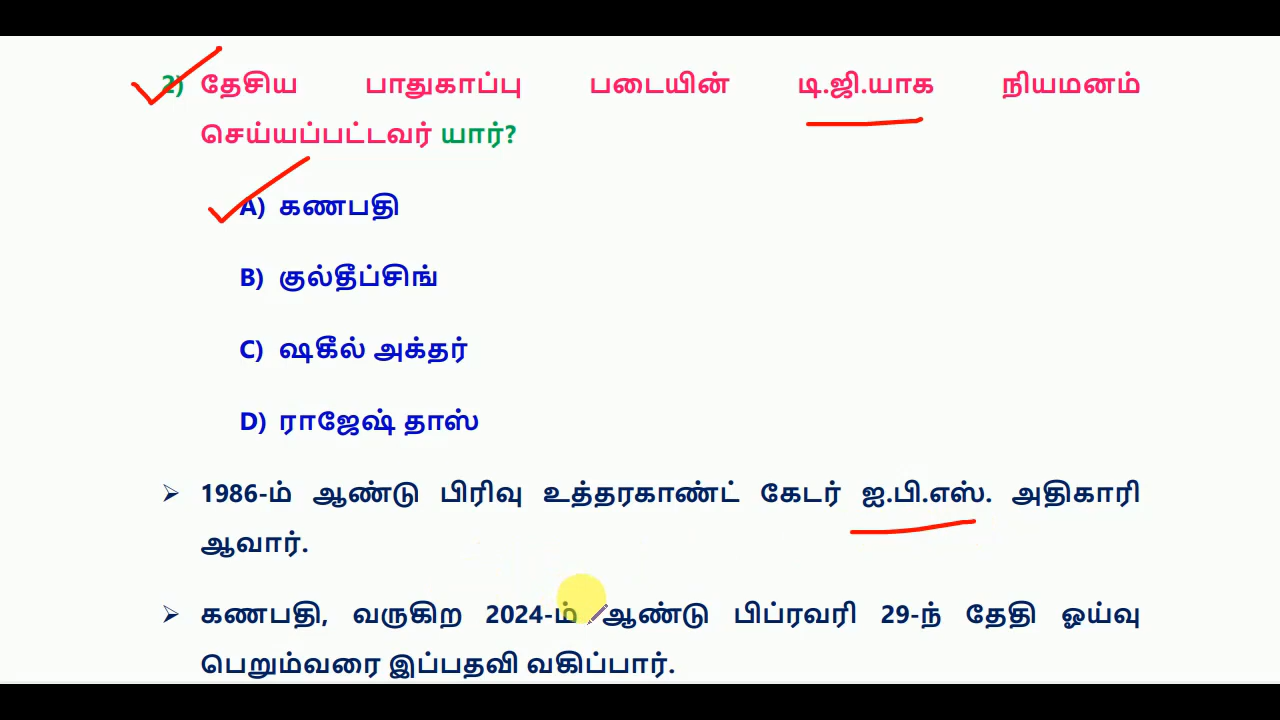 2) தேசிய பாதுகாப்பு படையின் டி.ஜி.யாக நியமனம்
செய்யப்பட்டவர் யார்?
A) கணபதி
B) குல்தீப்சிங்
C) ஷகீல் அக்தர்
D) ராஜேஷ் தாஸ்
➢ 1986-ம் ஆண்டு பிரிவு உத்தரகாண்ட் கேடர் ஐ.பி.எஸ். அதிகாரி
ஆவார்.
➢ கணபதி, வருகிற 2024-ம் ஆண்டு பிப்ரவரி 29-ந் தேதி ஓய்வு
பெறும்வரை இப்பதவி வகிப்பார்.